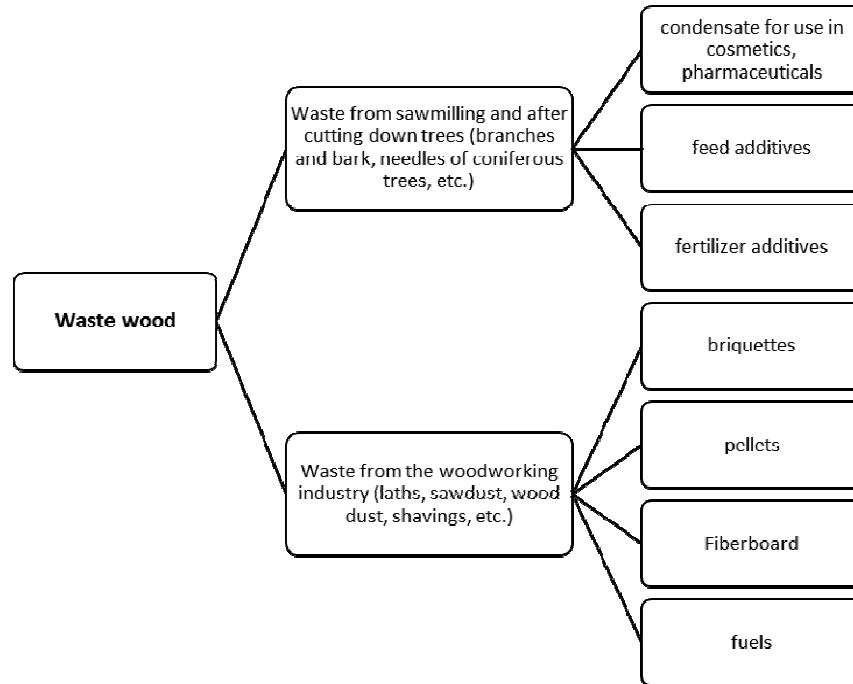 Waste wood
Waste from sawmilling and after
cutting down trees (branches
and bark, needles of coniferous
trees, etc.)
condensate for use in
cosmetics,
pharmaceuticals
feed additives
fertilizer additives
Waste from the woodworking
industry (laths, sawdust, wood
dust, shavings, etc.)
briquettes
pellets
Fiberboard
fuels